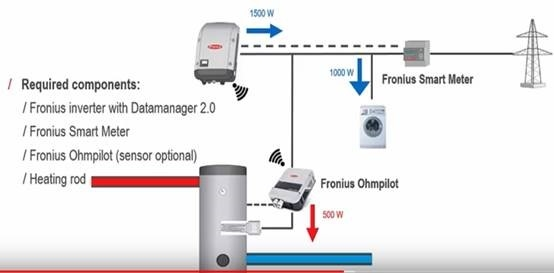 1500 W
1000 W
Fronius Smart Meter
/ Required components:
/ Fronius inverter with Datamanager 2.0
/ Fronius Smart Meter
/ Fronius Ohmpilot (sensor optional)
/ Heating rod
Fronius Ohmpilot
500 W